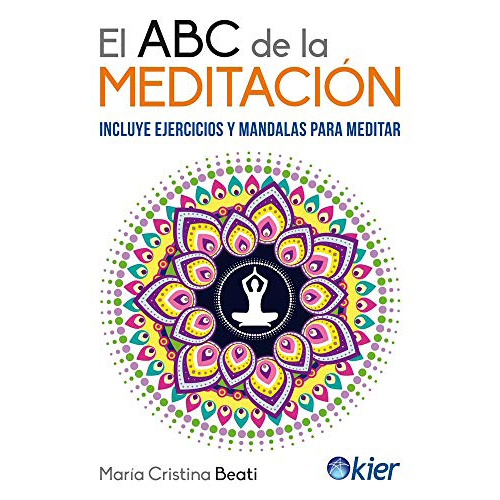 El ABC de la
MEDITACIÓN
INCLUYE EJERCICIOS Y MANDALAS PARA MEDITAR
María Cristina Beati
kier